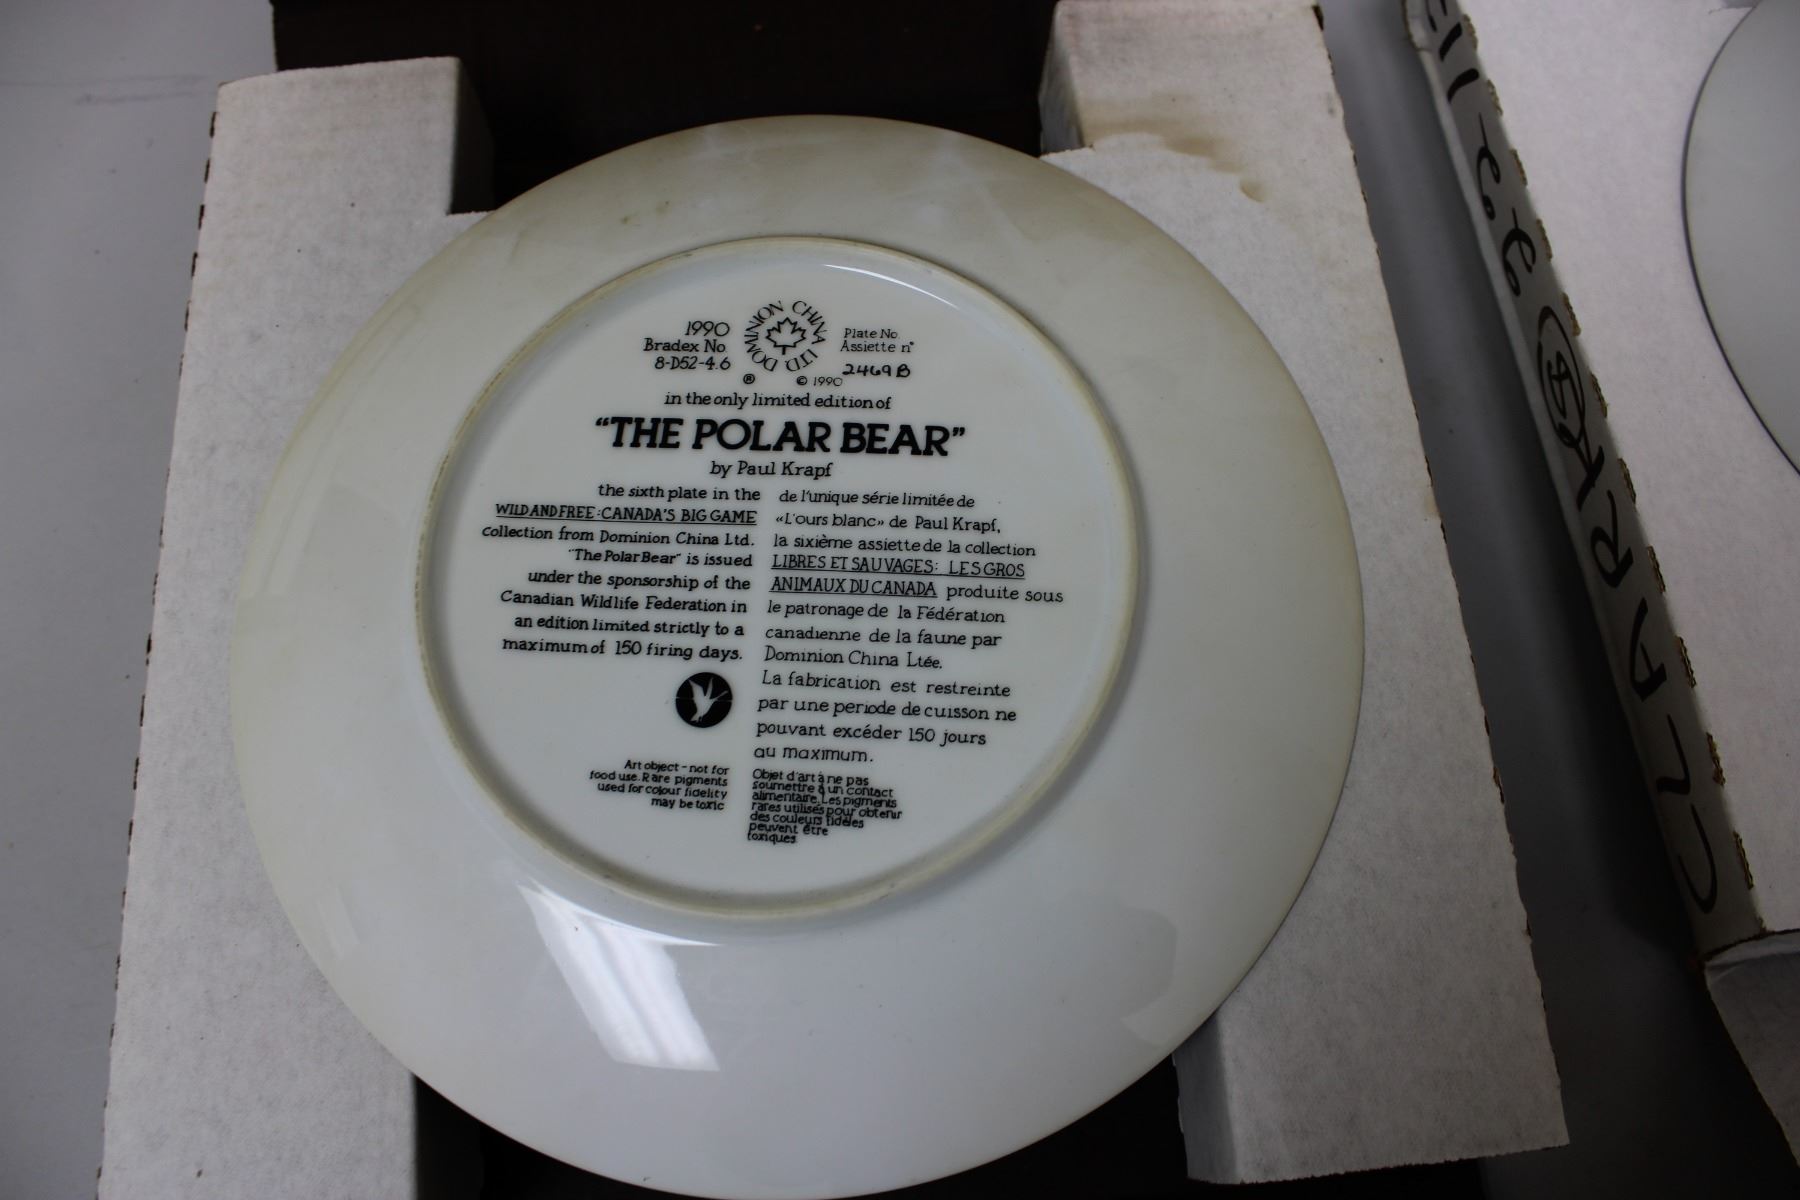 1990
Bradex No.
8-D52-4.6
DOMINION CHINA LTD.
®
© 1990
Plate No.
Assiette n°
2469B
in the only limited edition of
"THE POLAR BEAR"
by Paul Krapf
the sixth plate in the
WILD AND FREE: CANADA'S BIG GAME
collection from Dominion China Ltd.
"The Polar Bear" is issued
under the sponsorship of the
Canadian Wildlife Federation in
an edition limited strictly to a
maximum of 150 firing days.
de l'unique série limitée de
«L'ours blanc» de Paul Krapf,
la sixième assiette de la collection
LIBRES ET SAUVAGES: LES GROS
ANIMAUX DU CANADA produite sous
le patronage de la Fédération
canadienne de la faune par
Dominion China Ltée.
La fabrication est restreinte
par une periode de cuisson ne
pouvant excéder 150 jours
au maximum.
Art object - not for
food use. Rare pigments
used for colour fidelity
may be toxic
Objet d'art à ne pas
soumettre à un contact
alimentaire. Les pigments
rares utilisés pour obtenir
des couleurs fidèles
peuvent être
toxiques
CLARK